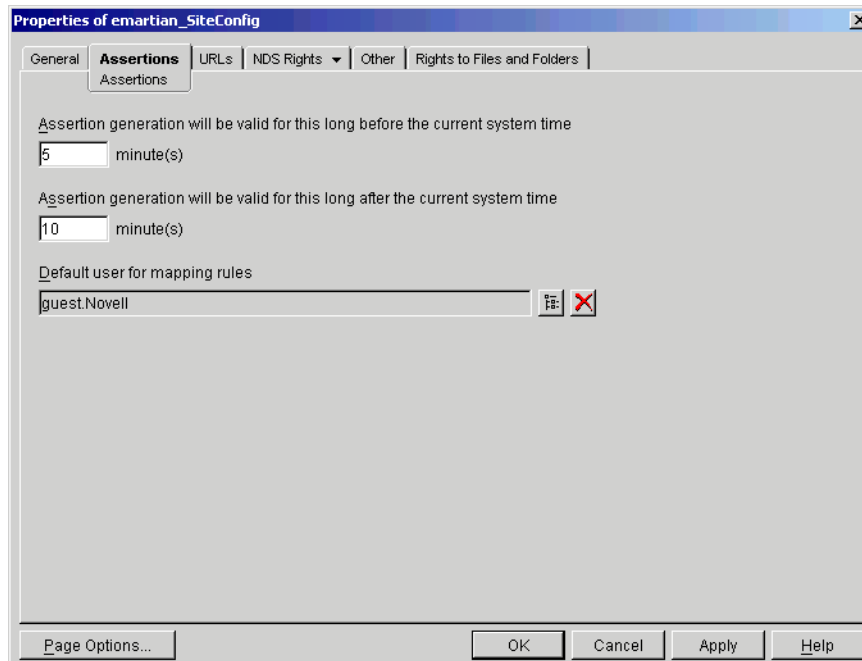 Properties of emartian_SiteConfig
General Assertions URLs NDS Rights Other Rights to Files and Folders
Assertions
Assertion generation will be valid for this long before the current system time
5 minute(s)
Assertion generation will be valid for this long after the current system time
10 minute(s)
Default user for mapping rules
guest.Novell
Page Options... OK Cancel Apply Help